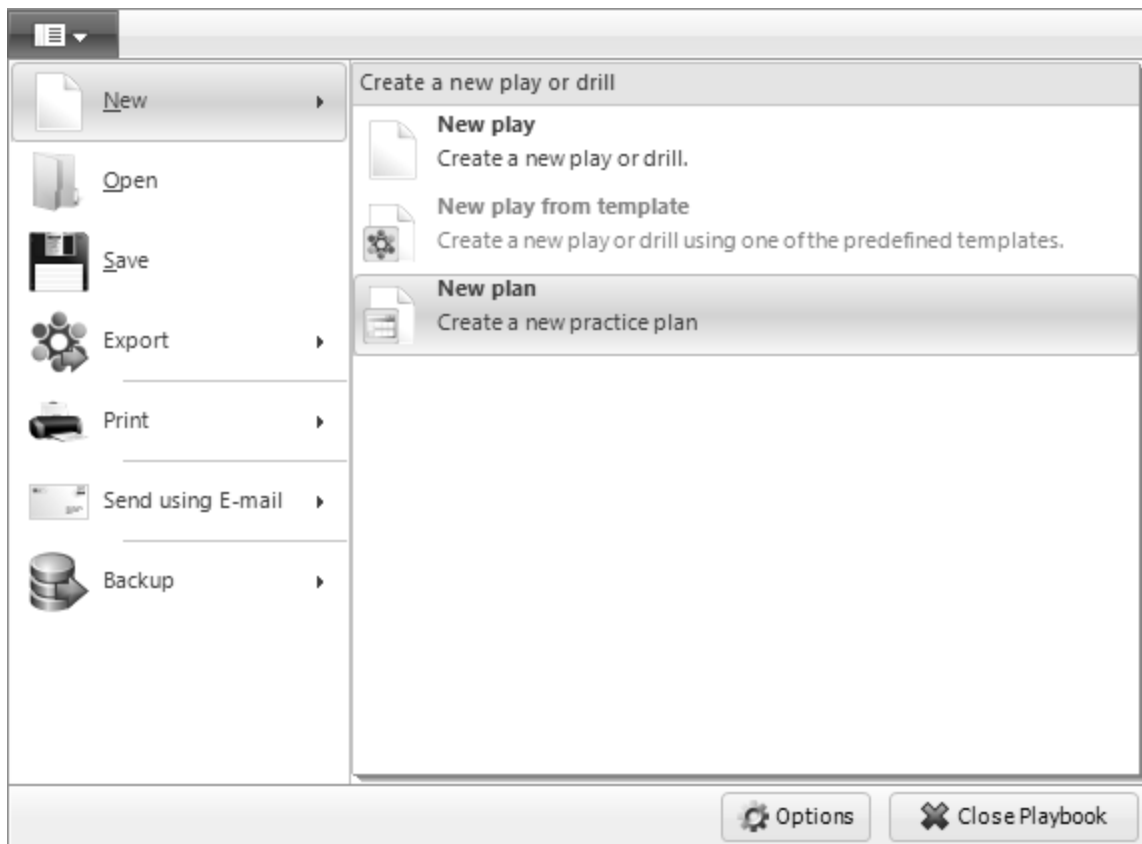 New
Open
Save
Export
Print
Send using E-mail
Backup
Create a new play or drill
New play
Create a new play or drill.
New play from template
Create a new play or drill using one of the predefined templates.
New plan
Create a new practice plan
Options
Close Playbook